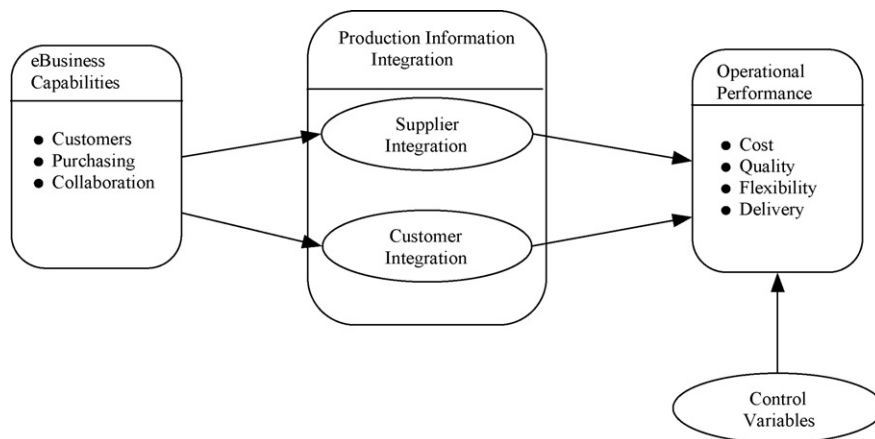 eBusiness
Capabilities
● Customers
● Purchasing
● Collaboration
Production Information
Integration
Supplier
Integration
Customer
Integration
Operational
Performance
● Cost
● Quality
● Flexibility
● Delivery
Control
Variables